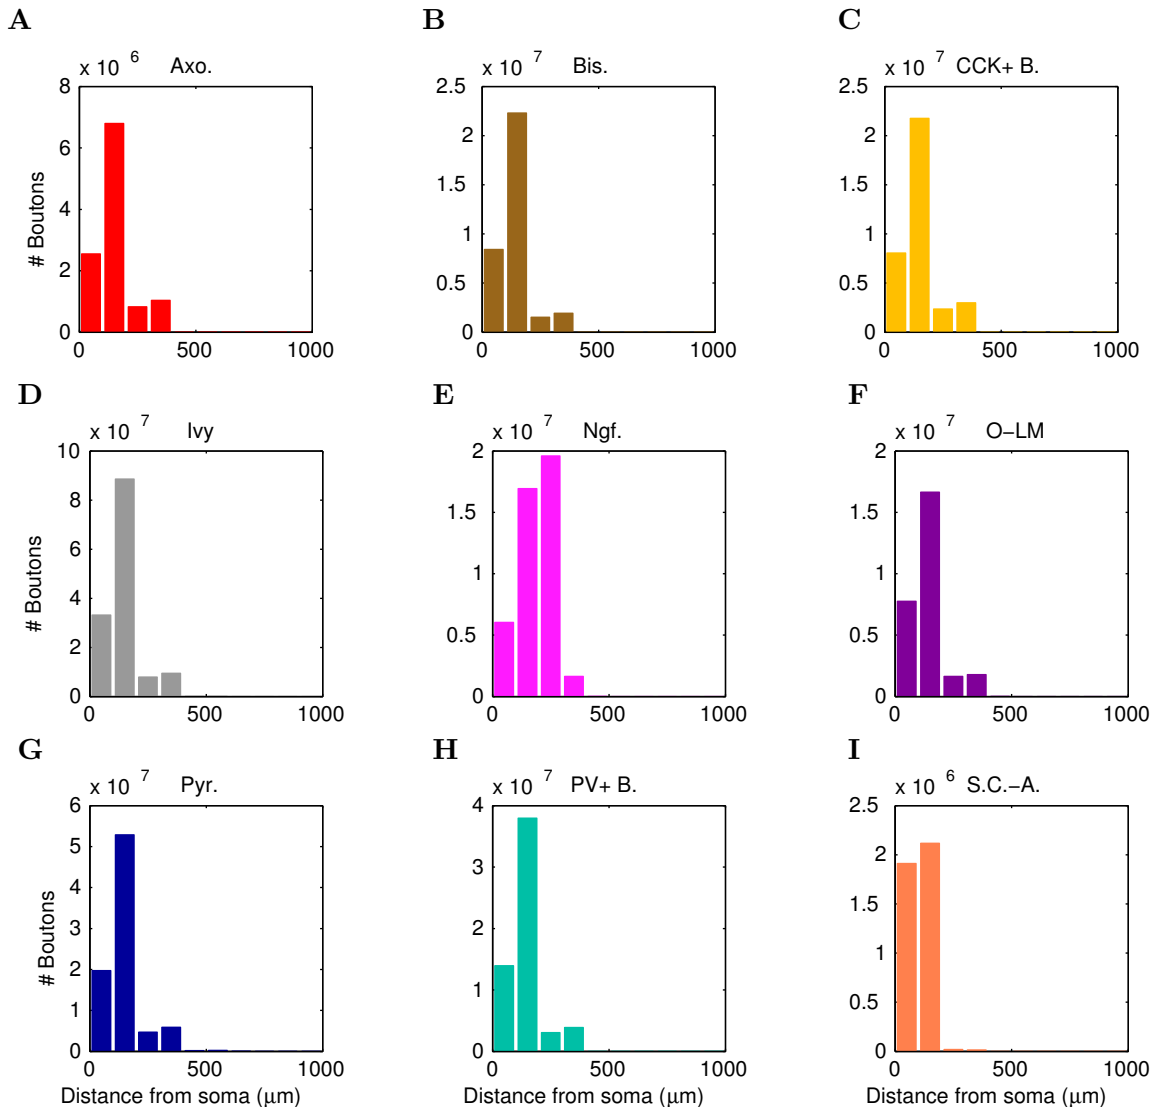 A
x 10 6 Axo.
8
6
4
2
0
# Boutons
0 500 1000
B
x 10 7 Bis.
2.5
2
1.5
1
0.5
0
0 500 1000
C
x 10 7 CCK+ B.
2.5
2
1.5
1
0.5
0
0 500 1000
D
x 10 7 Ivy
10
8
6
4
2
0
# Boutons
0 500 1000
E
x 10 7 Ngf.
2
1.5
1
0.5
0
0 500 1000
F
x 10 7 O−LM
2
1.5
1
0.5
0
0 500 1000
G
x 10 7 Pyr.
6
5
4
3
2
1
0
# Boutons
0 500 1000
Distance from soma (μm)
H
x 10 7 PV+ B.
4
3
2
1
0
0 500 1000
Distance from soma (μm)
I
x 10 6 S.C.−A.
2.5
2
1.5
1
0.5
0
0 500 1000
Distance from soma (μm)